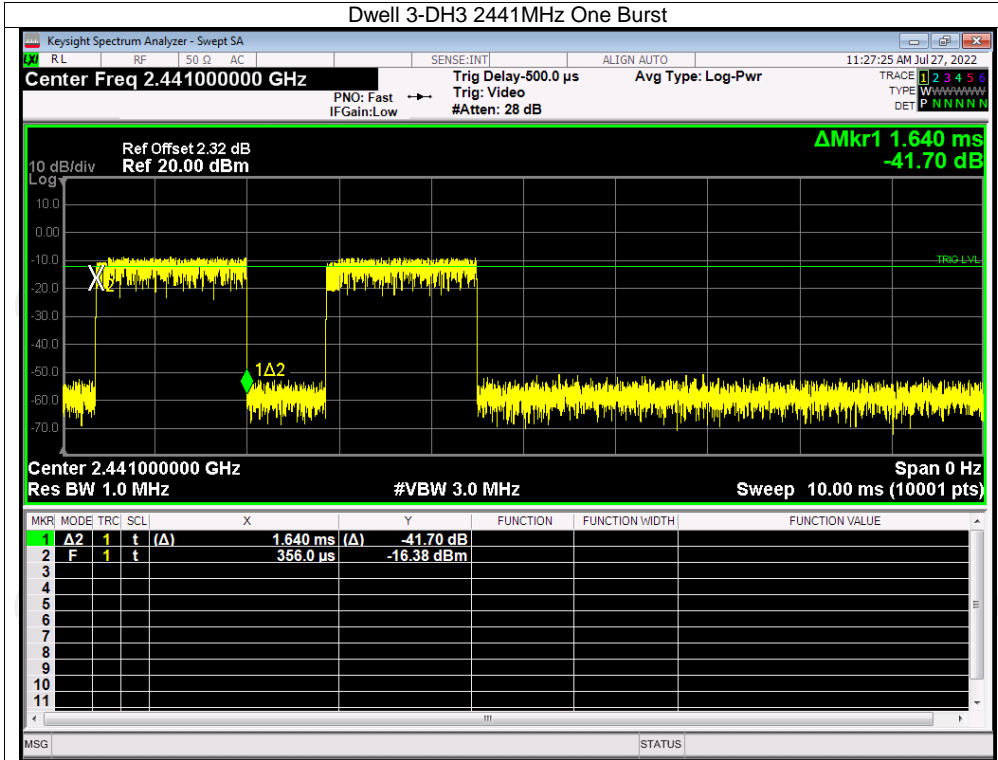 Dwell 3-DH3 2441MHz One Burst
Keysight Spectrum Analyzer - Swept SA
LXI RL RF 50 Ω AC SENSE:INT ALIGN AUTO 11:27:25 AM Jul 27, 2022
Center Freq 2.441000000 GHz Trig Delay-500.0 µs Avg Type: Log-Pwr TRACE 1 2 3 4 5 6
PNO: Fast Trig: Video TYPE WWWWWW
IFGain:Low #Atten: 28 dB DET P N N N N N
ΔMkr1 1.640 ms
-41.70 dB
Ref Offset 2.32 dB
10 dB/div Ref 20.00 dBm
Log
10.0
0.00
-10.0
TRIG LVL
-20.0
-30.0
-40.0
-50.0
-60.0
-70.0
X2
1Δ2
Center 2.441000000 GHz Span 0 Hz
Res BW 1.0 MHz #VBW 3.0 MHz Sweep 10.00 ms (10001 pts)
MKR MODE TRC SCL X Y FUNCTION FUNCTION WIDTH FUNCTION VALUE
1 Δ2 1 t (Δ) 1.640 ms (Δ) -41.70 dB
2 F 1 t 356.0 µs -16.38 dBm
3
4
5
6
7
8
9
10
11
MSG STATUS